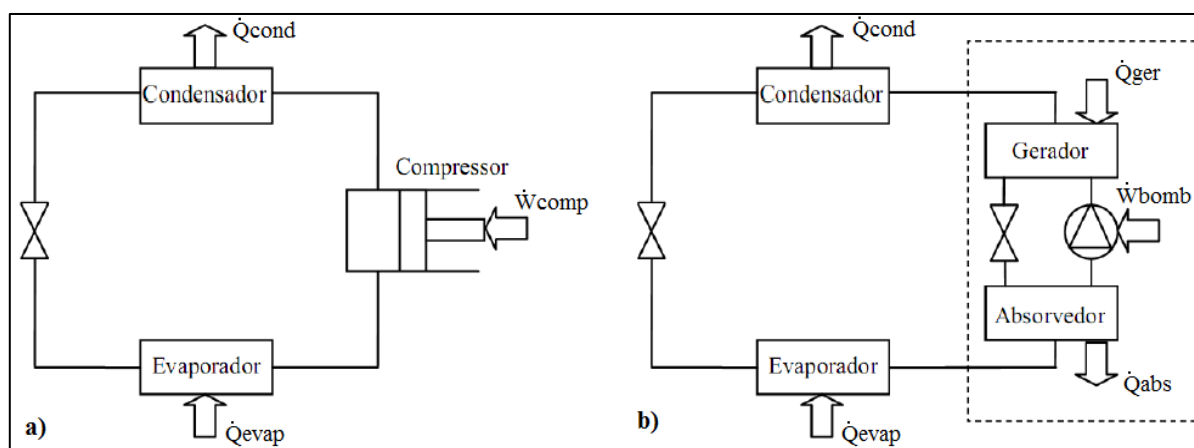 Q̇cond
Condensador
Compressor
Ẇcomp
Evaporador
a)
Q̇evap
Q̇cond
Condensador
Q̇ger
Gerador
Ẇbomb
Absorvedor
Evaporador
Q̇abs
b)
Q̇evap